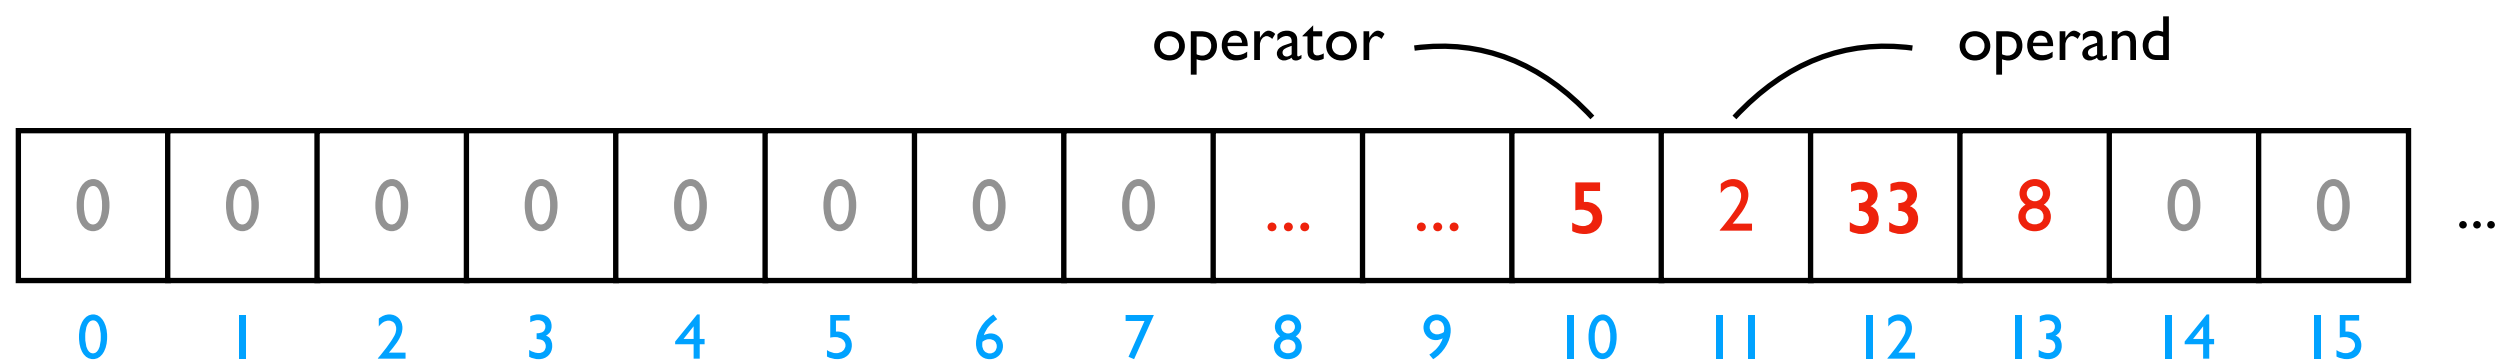 operator operand
0 0 0 0 0 0 0 0 ... ... 5 2 33 8 0 0 ...
0 1 2 3 4 5 6 7 8 9 10 11 12 13 14 15